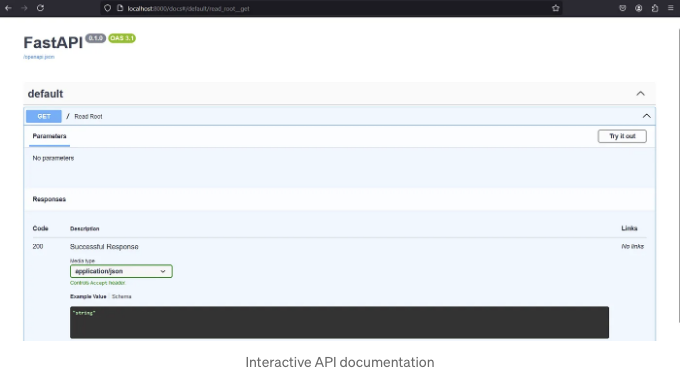 localhost:8000/docs#/default/read_root__get
FastAPI 0.1.0 OAS 3.1
/openapi.json
default
GET / Read Root
Parameters
Try it out
No parameters
Responses
Code Description Links
200 Successful Response No links
Media type
application/json
Controls Accept header.
Example Value Schema
"string"
Interactive API documentation